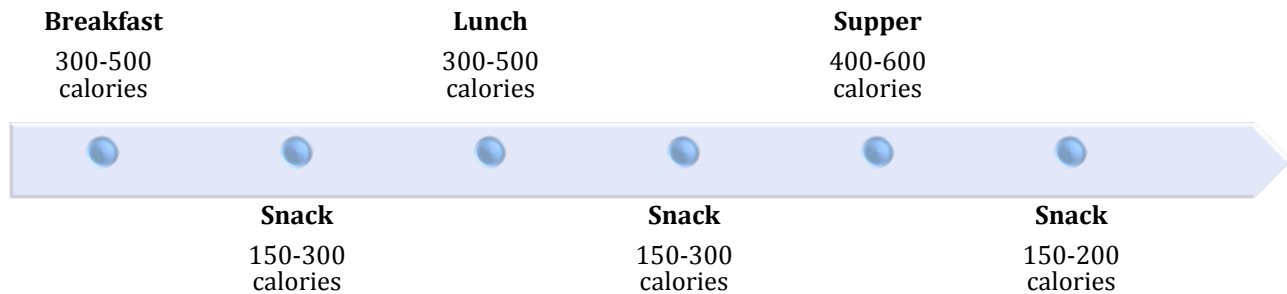 Breakfast
300-500
calories
Snack
150-300
calories
Lunch
300-500
calories
Snack
150-300
calories
Supper
400-600
calories
Snack
150-200
calories